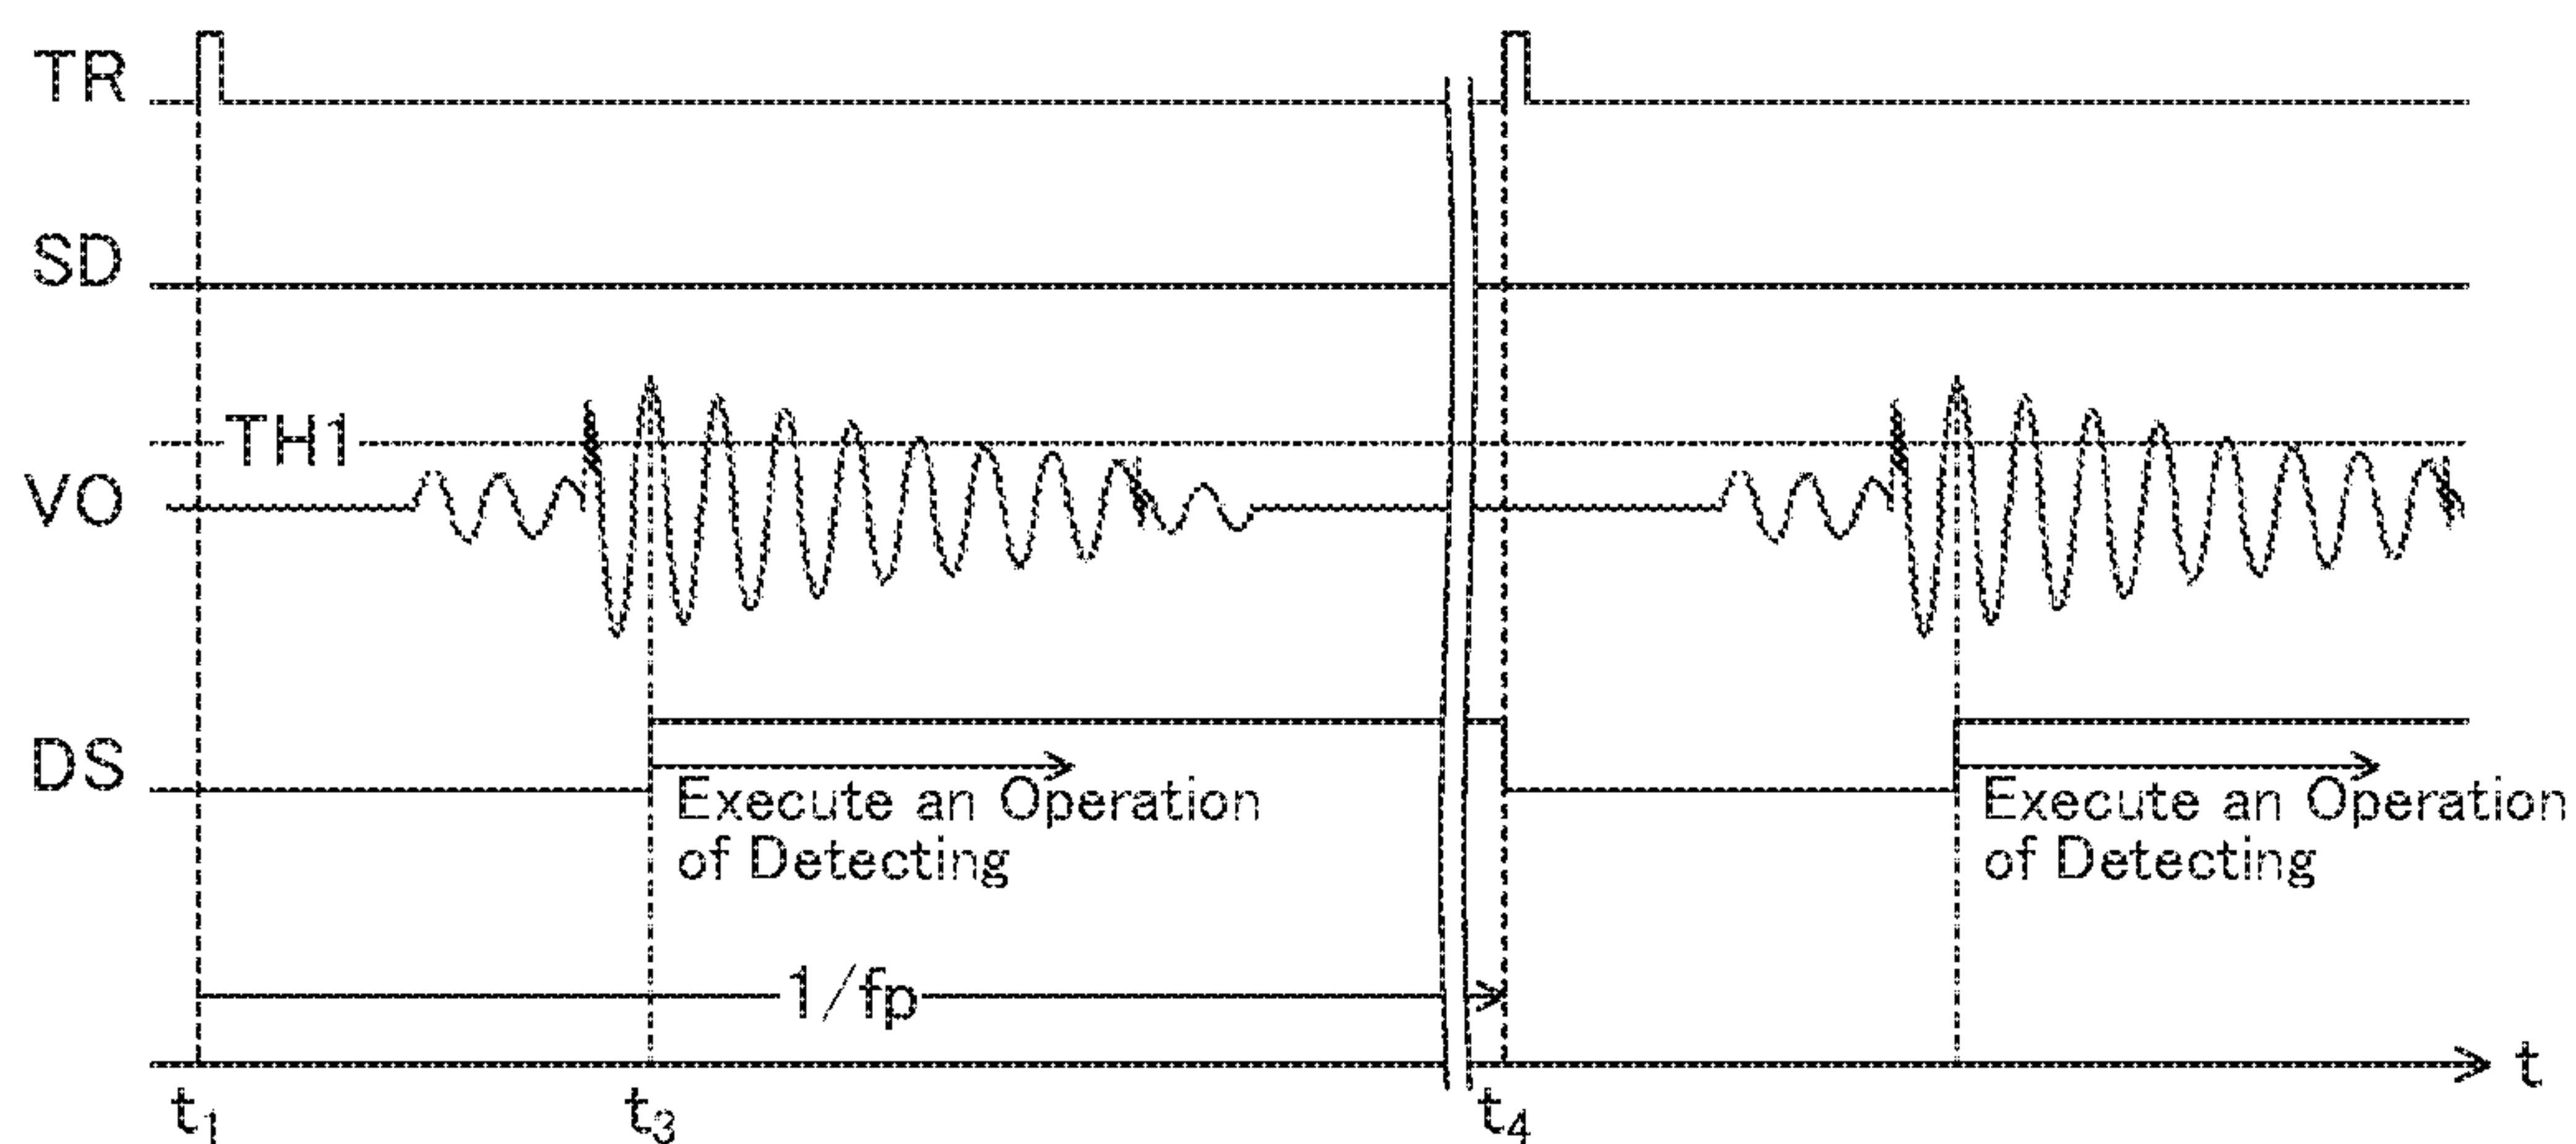 TR
SD
TH1
VO
DS
Execute an Operation
of Detecting
Execute an Operation
of Detecting
1/fp
t
t1
t3
t4